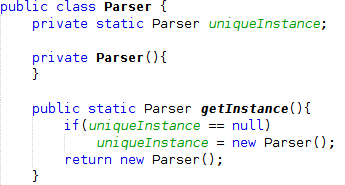 public class Parser {
private static Parser uniqueInstance;
private Parser(){
}
public static Parser getInstance(){
if(uniqueInstance == null)
uniqueInstance = new Parser();
return new Parser();
}